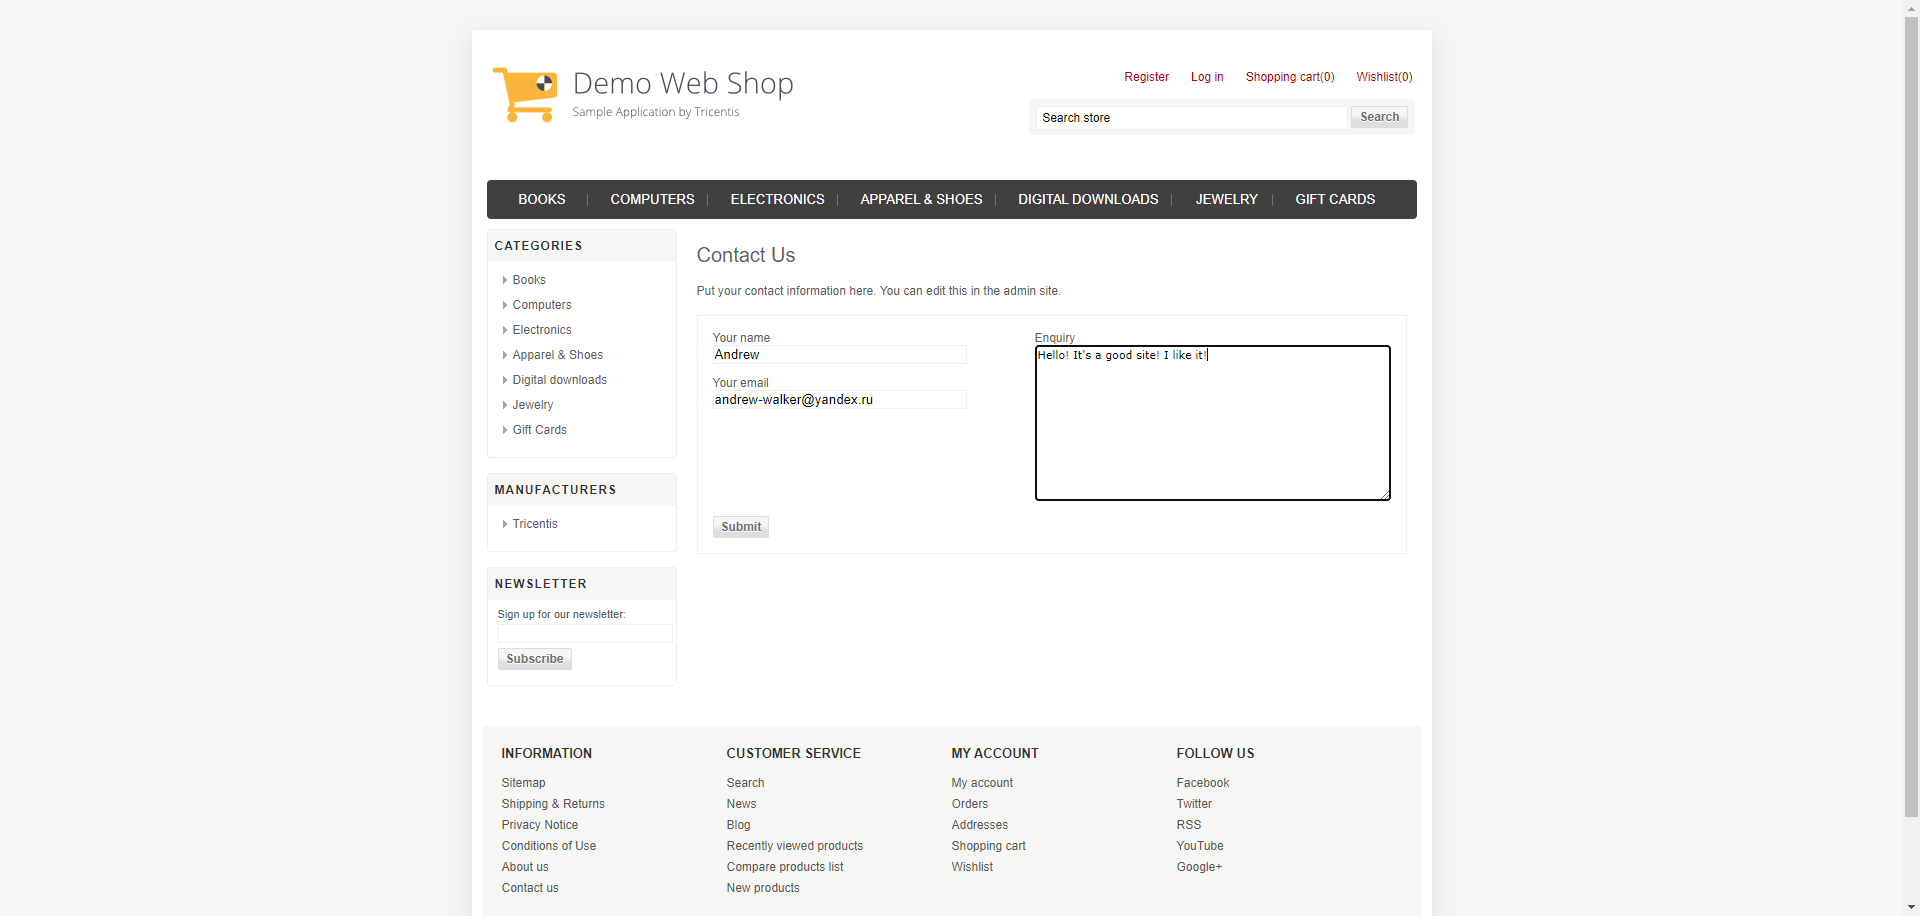 Demo Web Shop
Sample Application by Tricentis
Register Log in Shopping cart(0) Wishlist(0)
Search store Search
BOOKS COMPUTERS ELECTRONICS APPAREL & SHOES DIGITAL DOWNLOADS JEWELRY GIFT CARDS
CATEGORIES
Books
Computers
Electronics
Apparel & Shoes
Digital downloads
Jewelry
Gift Cards
MANUFACTURERS
Tricentis
NEWSLETTER
Sign up for our newsletter:
Subscribe
Contact Us
Put your contact information here. You can edit this in the admin site.
Your name
Andrew
Your email
andrew-walker@yandex.ru
Enquiry
Hello! It's a good site! I like it!
Submit
INFORMATION
Sitemap
Shipping & Returns
Privacy Notice
Conditions of Use
About us
Contact us
CUSTOMER SERVICE
Search
News
Blog
Recently viewed products
Compare products list
New products
MY ACCOUNT
My account
Orders
Addresses
Shopping cart
Wishlist
FOLLOW US
Facebook
Twitter
RSS
YouTube
Google+